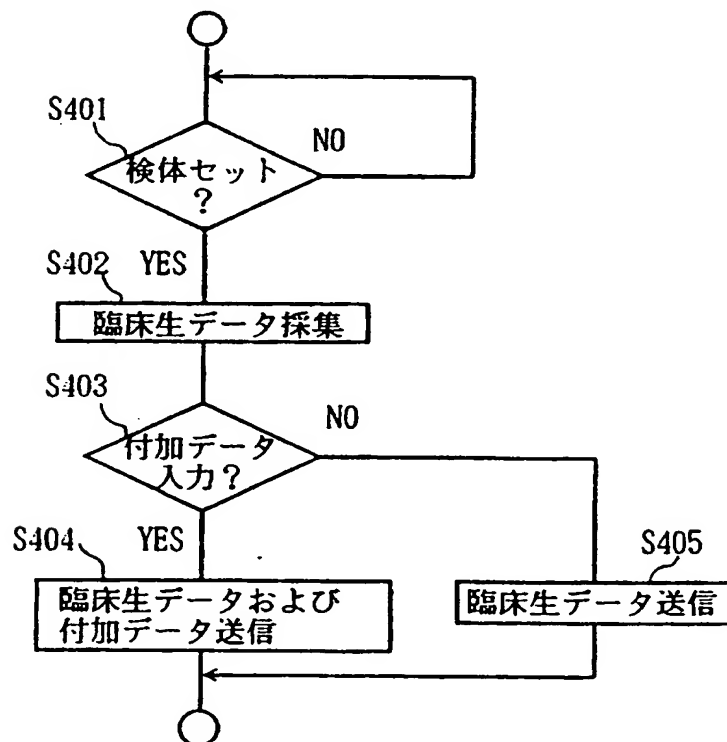 S401
検体セット
?
NO
YES
S402
臨床生データ採集
S403
付加データ
入力?
NO
YES
S404
臨床生データおよび
付加データ送信
S405
臨床生データ送信